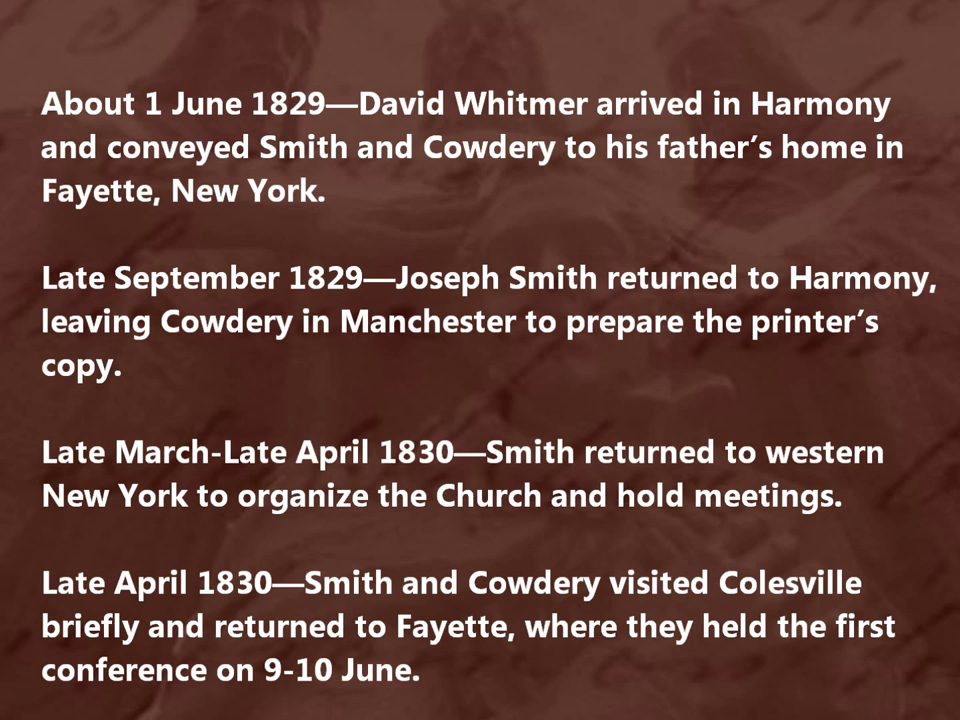 About 1 June 1829—David Whitmer arrived in Harmony
and conveyed Smith and Cowdery to his father’s home in
Fayette, New York.
Late September 1829—Joseph Smith returned to Harmony,
leaving Cowdery in Manchester to prepare the printer’s
copy.
Late March-Late April 1830—Smith returned to western
New York to organize the Church and hold meetings.
Late April 1830—Smith and Cowdery visited Colesville
briefly and returned to Fayette, where they held the first
conference on 9-10 June.